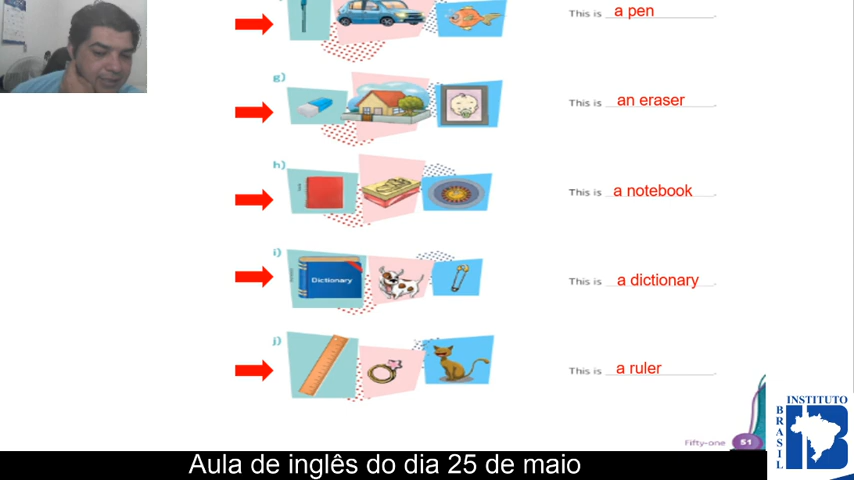 This is a pen.
g)
This is an eraser.
h)
This is a notebook.
i)
Dictionary
This is a dictionary.
j)
This is a ruler.
Fifty-one 51
INSTITUTO
BRASIL
IB
Aula de inglês do dia 25 de maio